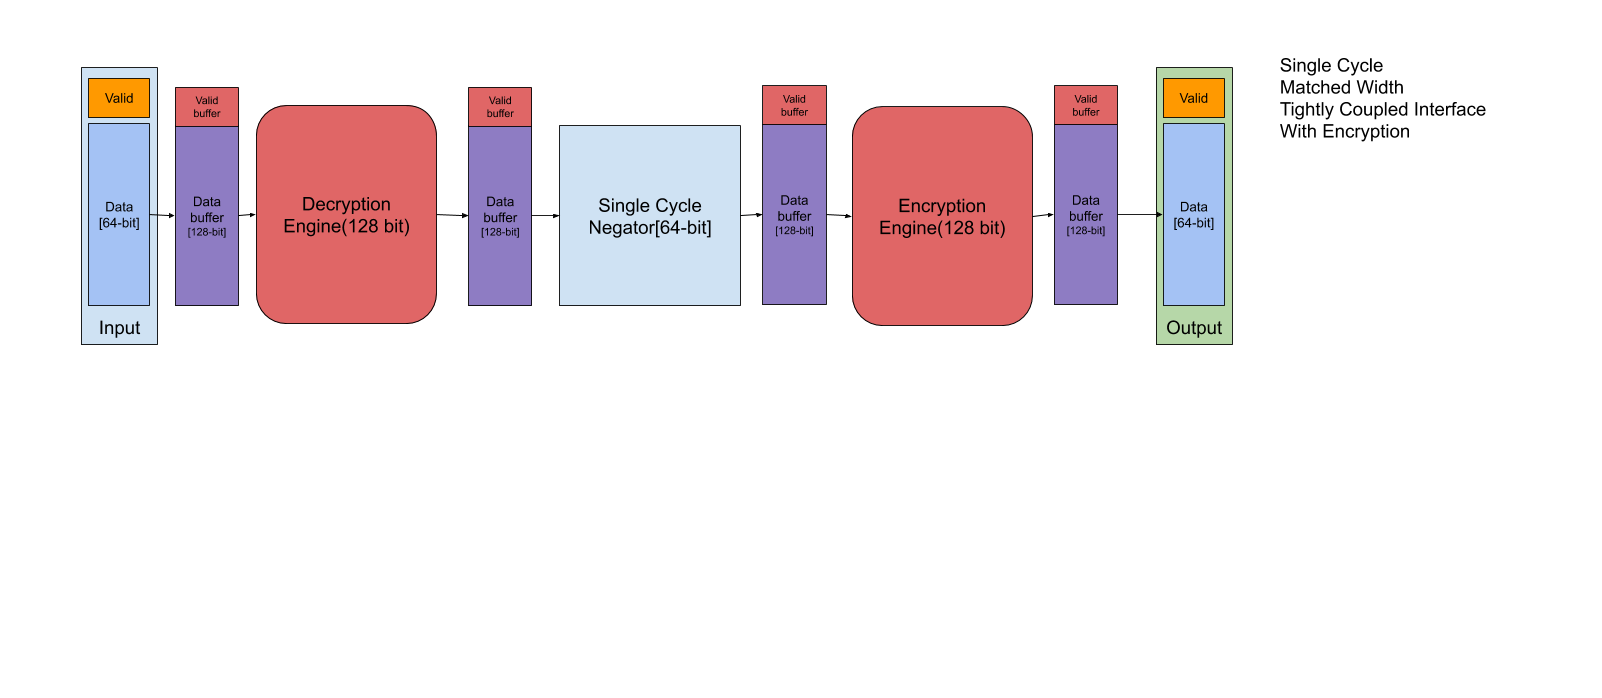 Valid
Data
[64-bit]
Input
Valid
buffer
Data
buffer
[128-bit]
Decryption
Engine(128 bit)
Valid
buffer
Data
buffer
[128-bit]
Single Cycle
Negator[64-bit]
Valid
buffer
Data
buffer
[128-bit]
Encryption
Engine(128 bit)
Valid
buffer
Data
buffer
[128-bit]
Valid
Data
[64-bit]
Output
Single Cycle
Matched Width
Tightly Coupled Interface
With Encryption